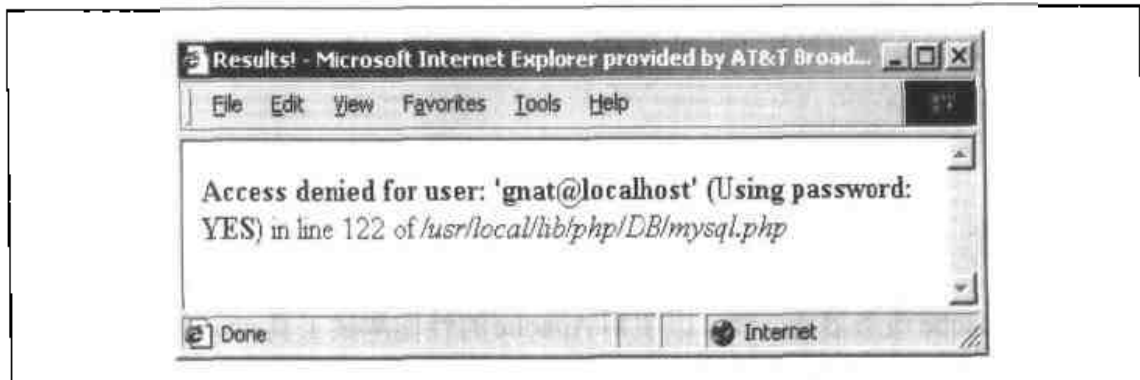 Results! - Microsoft Internet Explorer provided by AT&T Broad...
File Edit View Favorites Tools Help
Access denied for user: 'gnat@localhost' (Using password:
YES) in line 122 of /usr/local/lib/php/DB/mysql.php
Done Internet